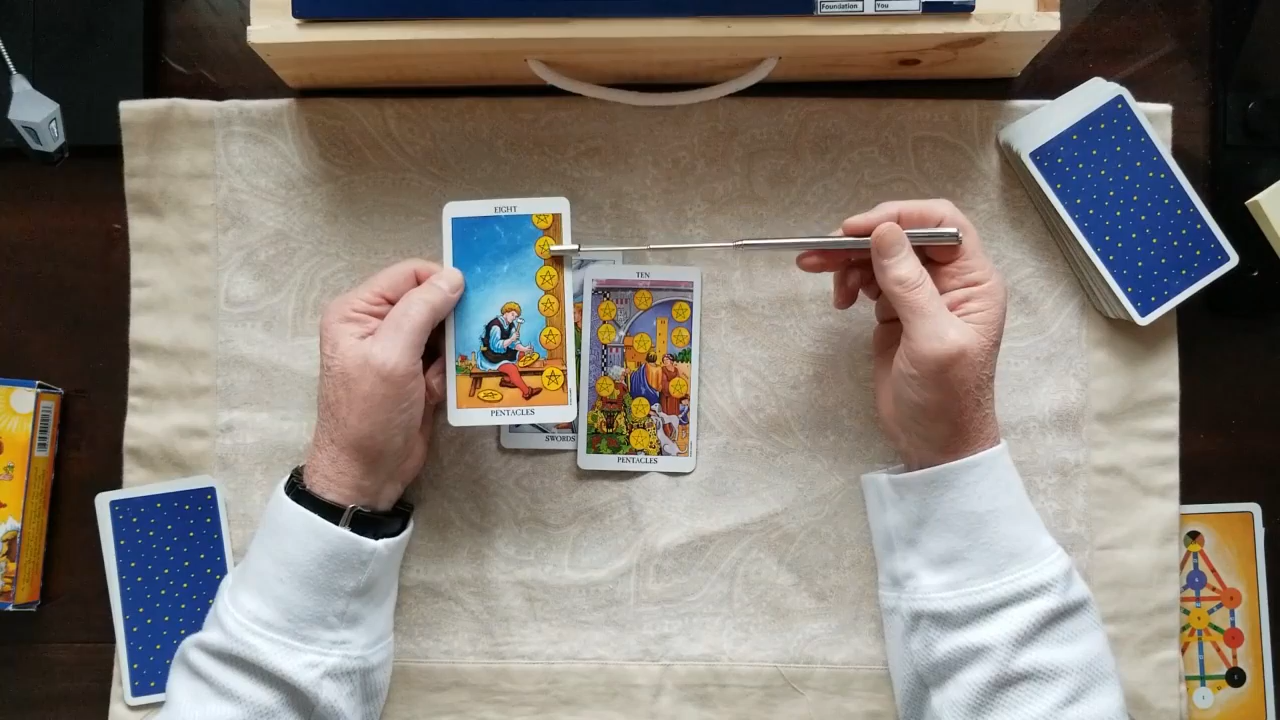 Foundation
You
EIGHT
PENTACLES
SWORDS
TEN
PENTACLES